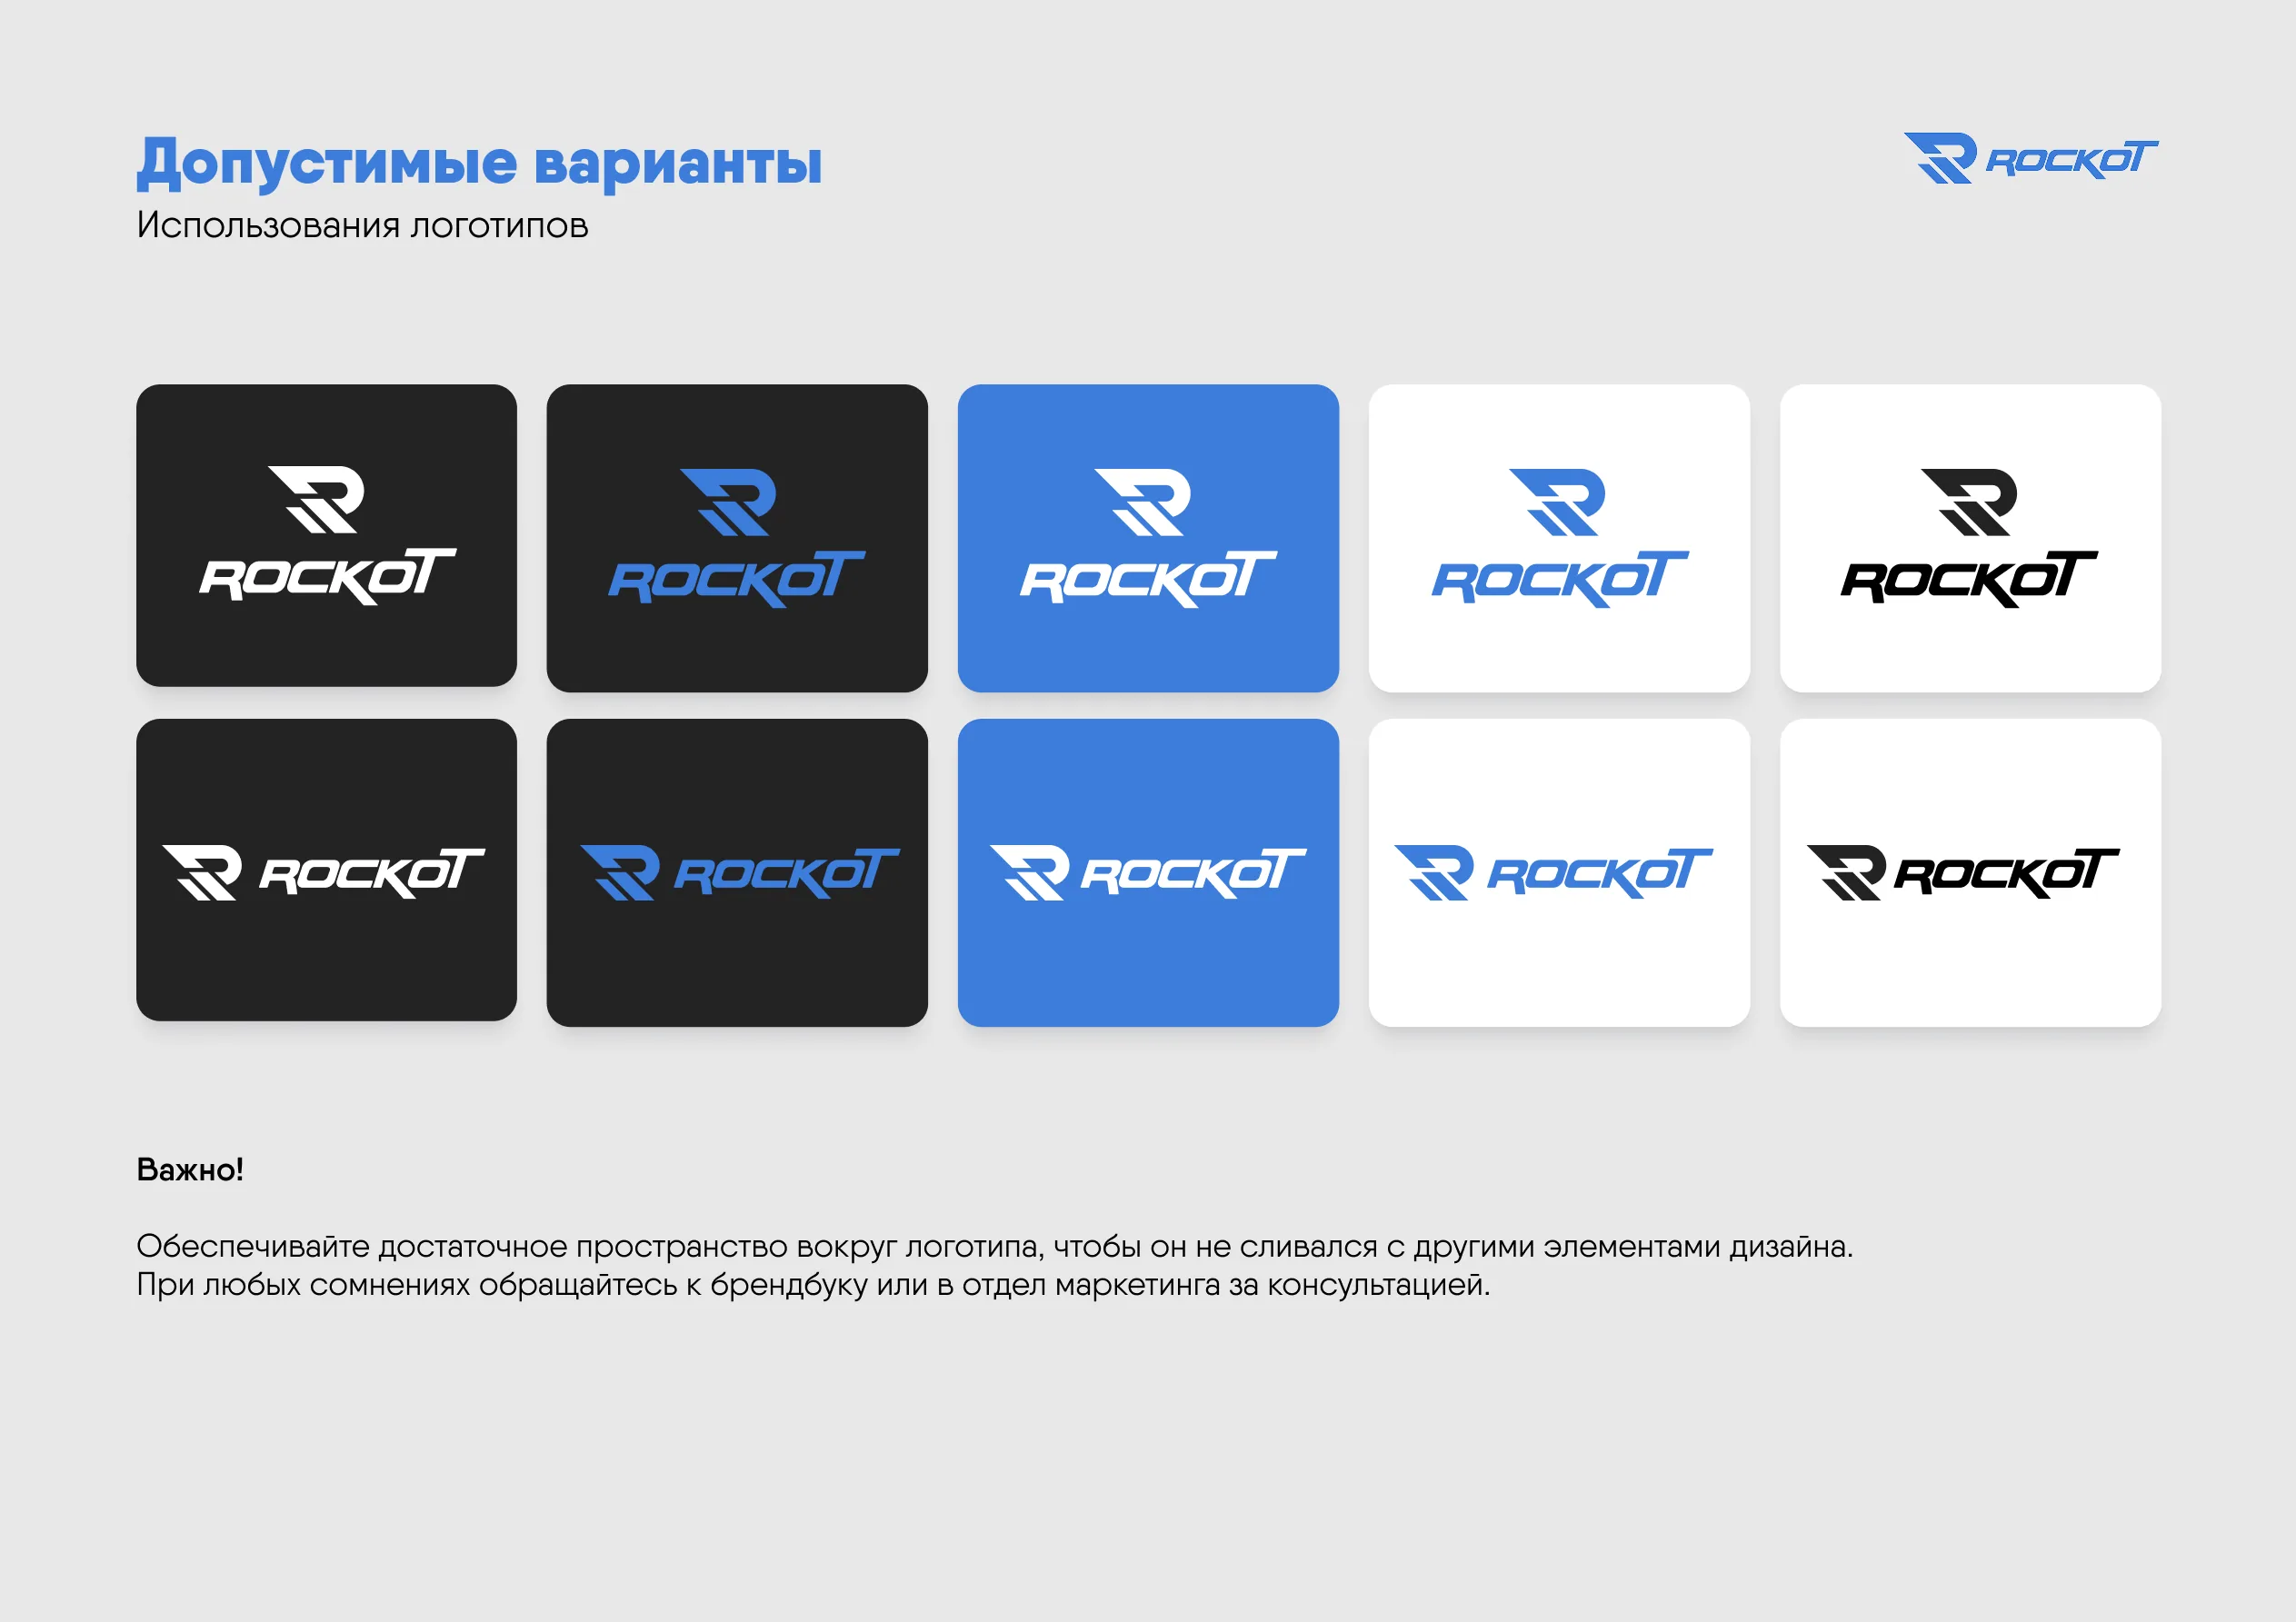 Допустимые варианты
Использования логотипов
ROCKOT
ROCKOT
ROCKOT
ROCKOT
ROCKOT
ROCKOT
ROCKOT
ROCKOT
ROCKOT
ROCKOT
ROCKOT
Важно!
Обеспечивайте достаточное пространство вокруг логотипа, чтобы он не сливался с другими элементами дизайна.
При любых сомнениях обращайтесь к брендбуку или в отдел маркетинга за консультацией.